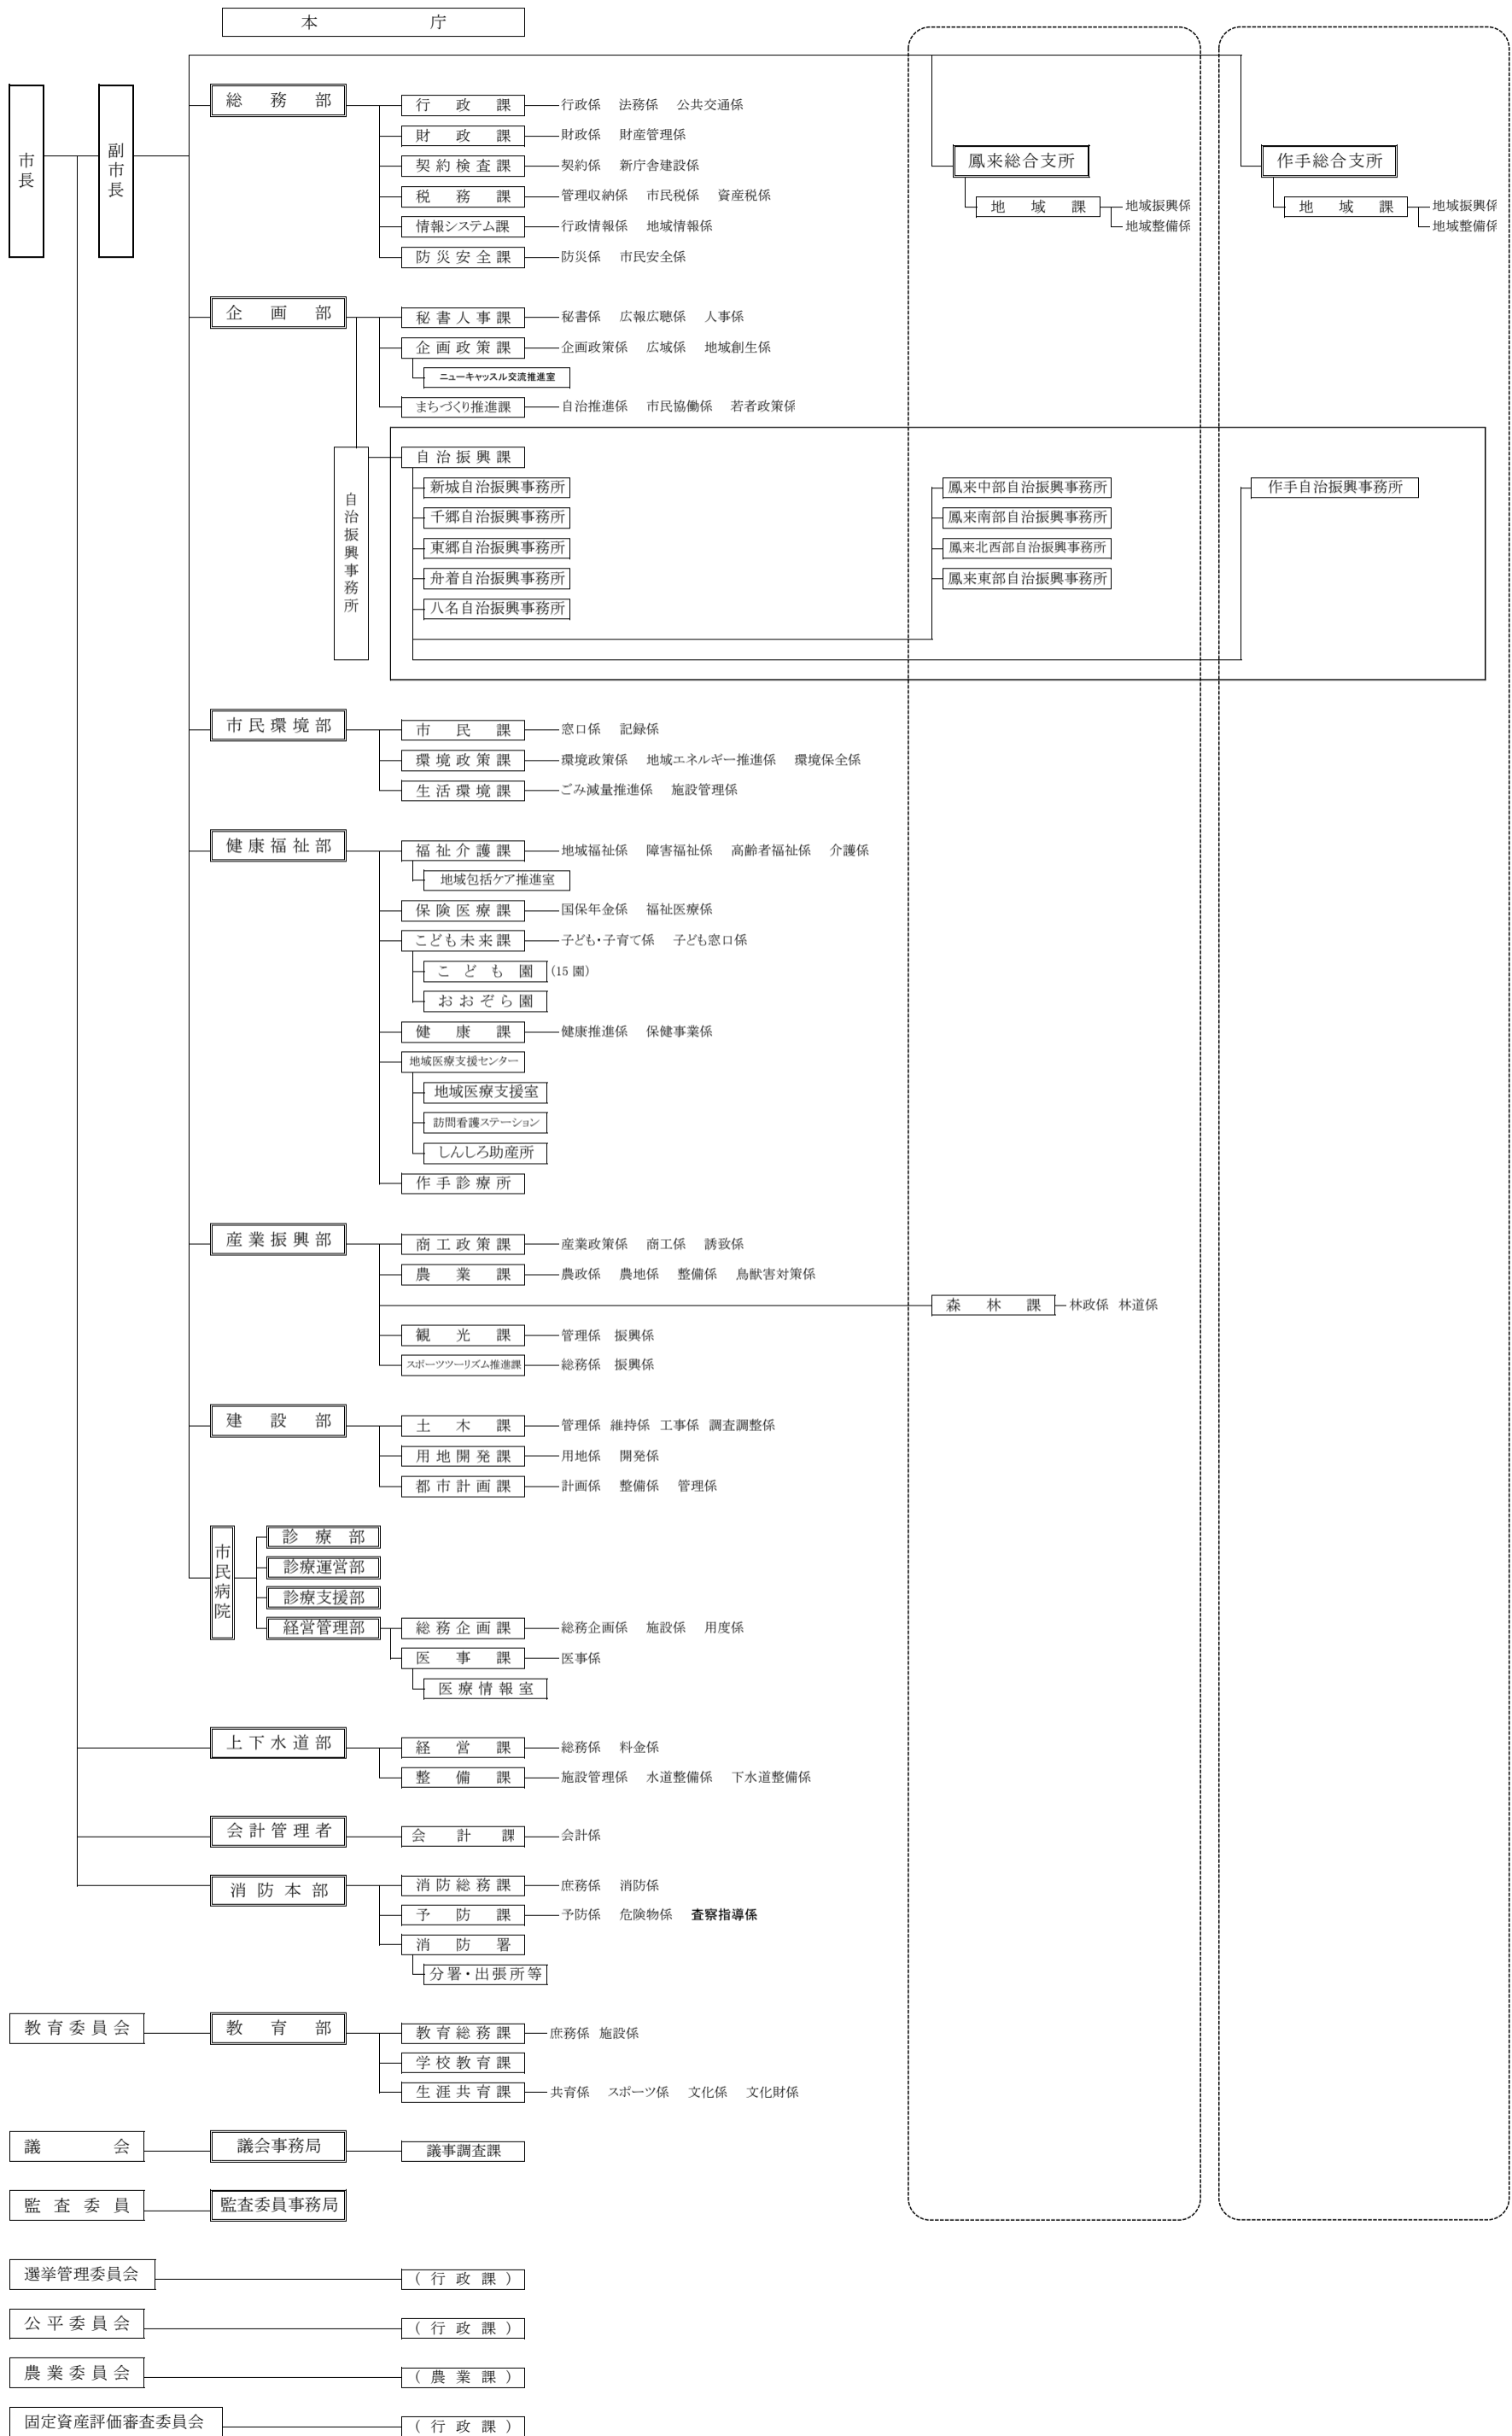 本庁
市長
副市長
総務部 行政課 行政係 法務係 公共交通係
財政課 財政係 財産管理係
契約検査課 契約係 新庁舎建設係
鳳来総合支所 作手総合支所
税務課 管理収納係 市民税係 資産税係
地域課 地域振興係 地域課 地域振興係
情報システム課 行政情報係 地域情報係
地域整備係 地域整備係
防災安全課 防災係 市民安全係
企画部 秘書人事課 秘書係 広報広聴係 人事係
企画政策課 企画政策係 広域係 地域創生係
ニューキャッスル交流推進室
まちづくり推進課 自治推進係 市民協働係 若者政策係
自治振興事務所
自治振興課
新城自治振興事務所 鳳来中部自治振興事務所 作手自治振興事務所
千郷自治振興事務所 鳳来南部自治振興事務所
東郷自治振興事務所 鳳来北西部自治振興事務所
舟着自治振興事務所 鳳来東部自治振興事務所
八名自治振興事務所
市民環境部 市民課 窓口係 記録係
環境政策課 環境政策係 地域エネルギー推進係 環境保全係
生活環境課 ごみ減量推進係 施設管理係
健康福祉部 福祉介護課 地域福祉係 障害福祉係 高齢者福祉係 介護係
地域包括ケア推進室
保険医療課 国保年金係 福祉医療係
こども未来課 子ども・子育て係 子ども窓口係
こども園 (15園)
おおぞら園
健康課 健康推進係 保健事業係
地域医療支援センター
地域医療支援室
訪問看護ステーション
しんしろ助産所
作手診療所
産業振興部 商工政策課 産業政策係 商工係 誘致係
農業課 農政係 農地係 整備係 鳥獣害対策係
森林課 林政係 林道係
観光課 管理係 振興係
スポーツツーリズム推進課 総務係 振興係
建設部 土木課 管理係 維持係 工事係 調査調整係
用地開発課 用地係 開発係
都市計画課 計画係 整備係 管理係
市民病院
診療部
診療運営部
診療支援部
経営管理部 総務企画課 総務企画係 施設係 用度係
医事課 医事係
医療情報室
上下水道部 経営課 総務係 料金係
整備課 施設管理係 水道整備係 下水道整備係
会計管理者 会計課 会計係
消防本部 消防総務課 庶務係 消防係
予防課 予防係 危険物係 査察指導係
消防署
分署・出張所等
教育委員会 教育部 教育総務課 庶務係 施設係
学校教育課
生涯共育課 共育係 スポーツ係 文化係 文化財係
議会 議会事務局 議事調査課
監査委員 監査委員事務局
選挙管理委員会 (行政課)
公平委員会 (行政課)
農業委員会 (農業課)
固定資産評価審査委員会 (行政課)